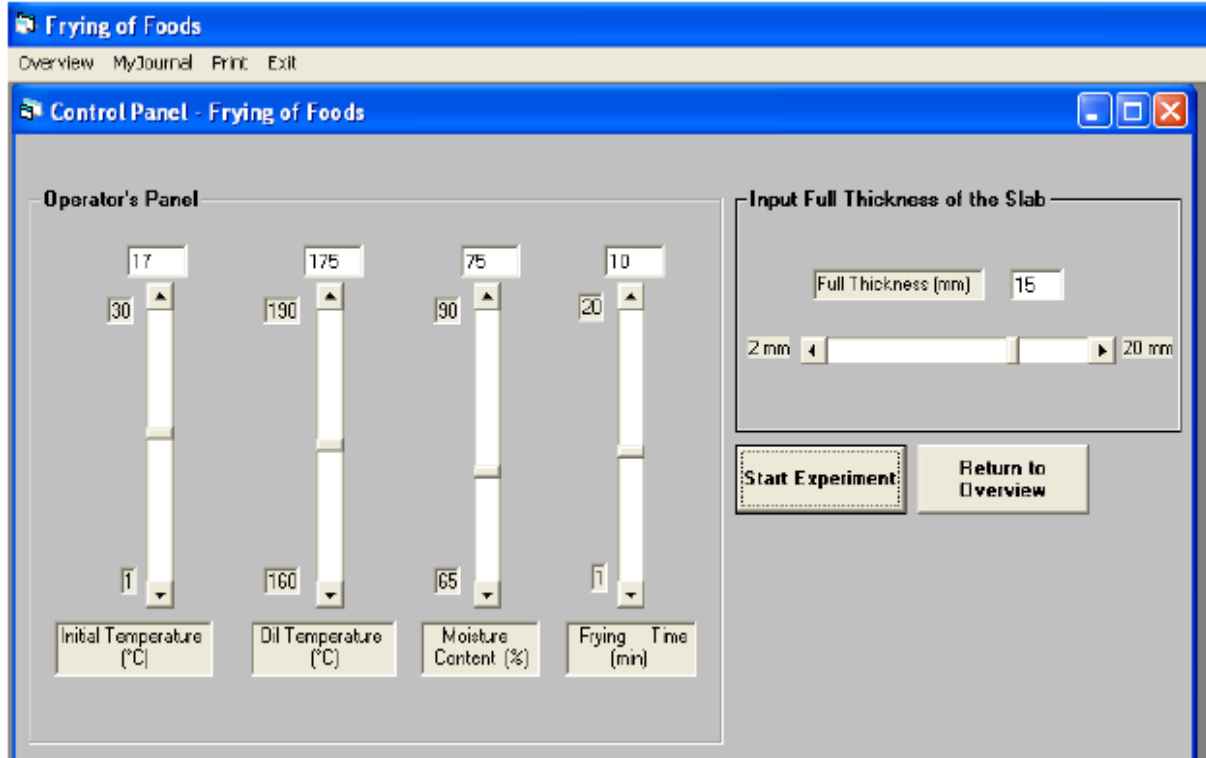 Frying of Foods
Overview MyJournal Print Exit
Control Panel - Frying of Foods
Operator's Panel
17 175 75 10
30 190 90 20
1 160 65 1
Initial Temperature
(°C)
Oil Temperature
(°C)
Moisture
Content (%)
Frying Time
(min)
Input Full Thickness of the Slab
Full Thickness (mm) 15
2 mm 20 mm
Start Experiment
Return to
Overview